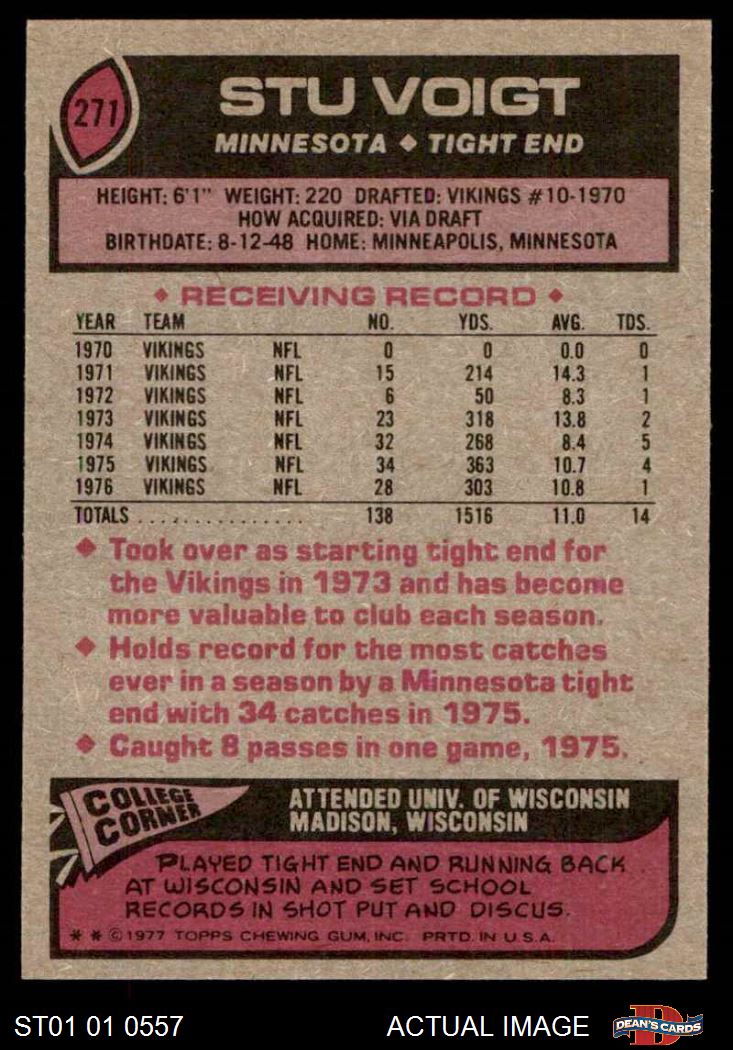 271
STU VOIGT
MINNESOTA ◆ TIGHT END
HEIGHT: 6'1" WEIGHT: 220 DRAFTED: VIKINGS #10-1970
HOW ACQUIRED: VIA DRAFT
BIRTHDATE: 8-12-48 HOME: MINNEAPOLIS, MINNESOTA
◆ RECEIVING RECORD ◆
YEAR TEAM NO. YDS. AVG. TDS.
1970 VIKINGS NFL 0 0 0.0 0
1971 VIKINGS NFL 15 214 14.3 1
1972 VIKINGS NFL 6 50 8.3 1
1973 VIKINGS NFL 23 318 13.8 2
1974 VIKINGS NFL 32 268 8.4 5
1975 VIKINGS NFL 34 363 10.7 4
1976 VIKINGS NFL 28 303 10.8 1
TOTALS ................ 138 1516 11.0 14
◆ Took over as starting tight end for
the Vikings in 1973 and has become
more valuable to club each season.
◆ Holds record for the most catches
ever in a season by a Minnesota tight
end with 34 catches in 1975.
◆ Caught 8 passes in one game, 1975.
COLLEGE
CORNER
ATTENDED UNIV. OF WISCONSIN
MADISON, WISCONSIN
PLAYED TIGHT END AND RUNNING BACK
AT WISCONSIN AND SET SCHOOL
RECORDS IN SHOT PUT AND DISCUS.
* * © 1977 TOPPS CHEWING GUM, INC. PRTD. IN U.S.A.
ST01 01 0557
ACTUAL IMAGE
DEAN'S CARDS